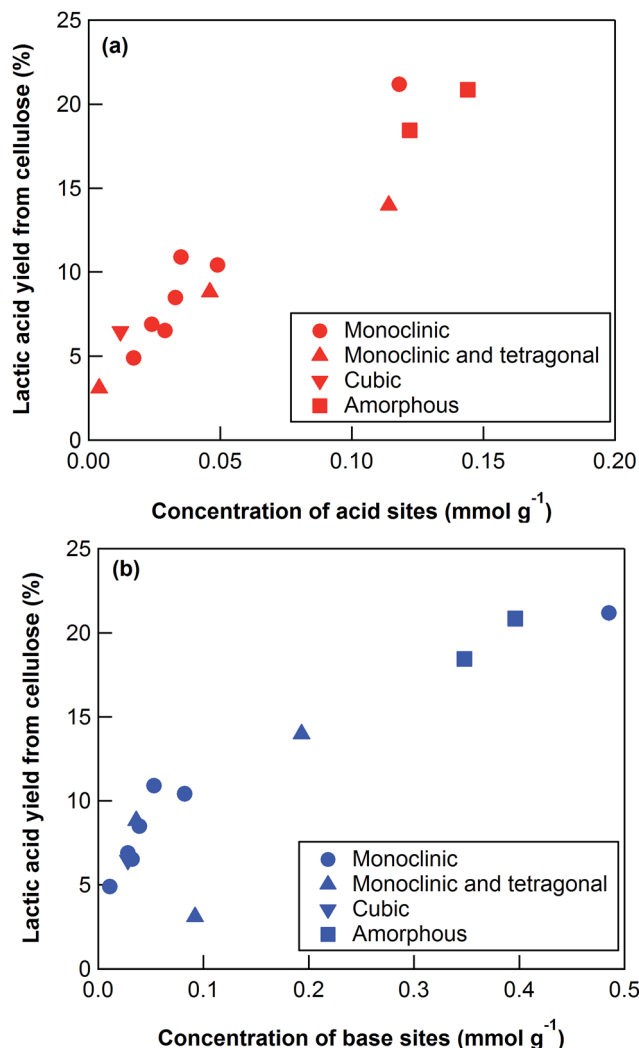 (a)
Lactic acid yield from cellulose (%)
25
20
15
10
5
0
Monoclinic
Monoclinic and tetragonal
Cubic
Amorphous
0.00 0.05 0.10 0.15 0.20
Concentration of acid sites (mmol g⁻¹)
(b)
Lactic acid yield from cellulose (%)
25
20
15
10
5
0
Monoclinic
Monoclinic and tetragonal
Cubic
Amorphous
0.0 0.1 0.2 0.3 0.4 0.5
Concentration of base sites (mmol g⁻¹)